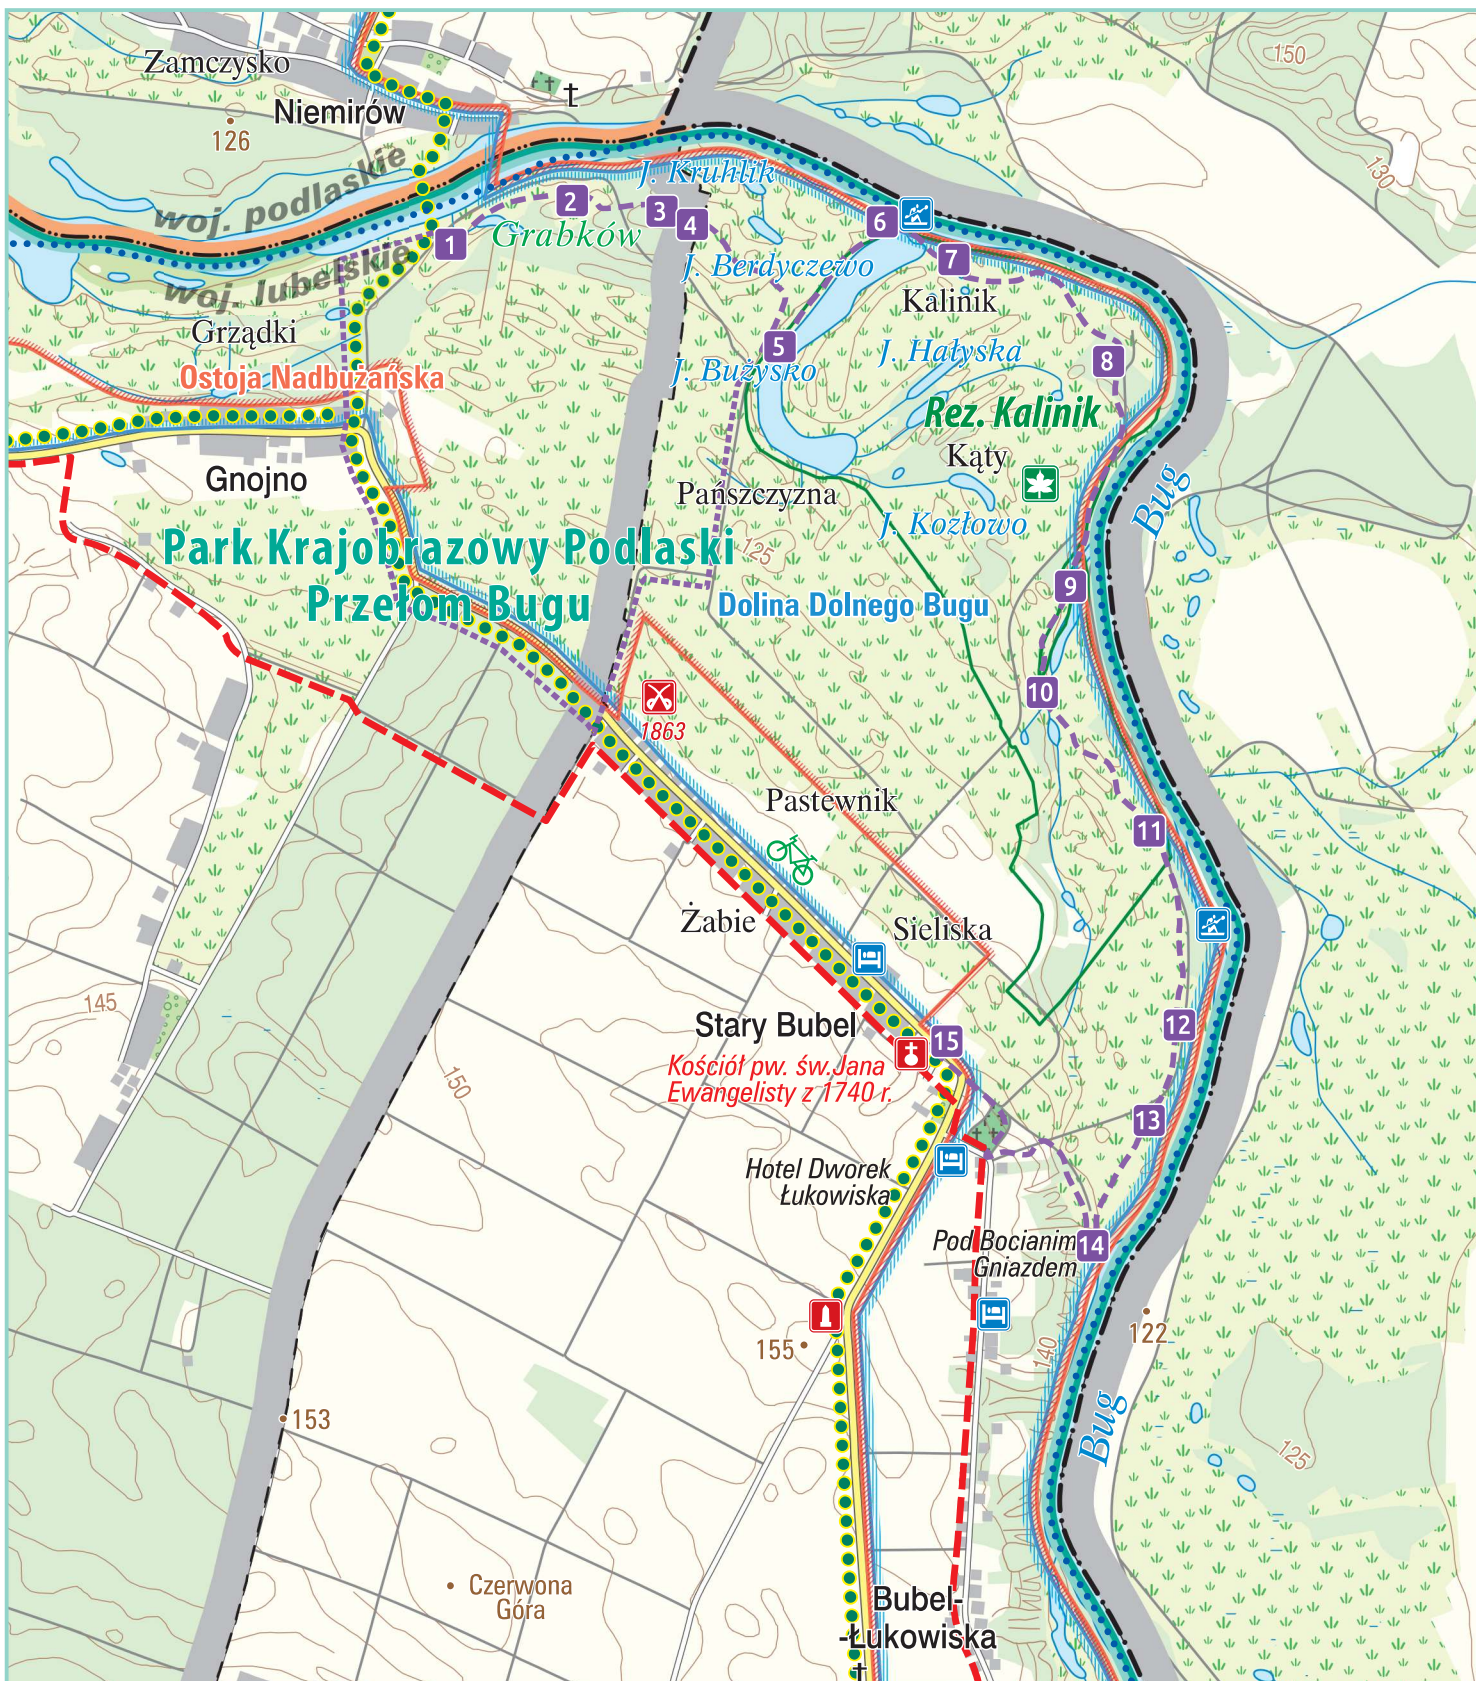 150
Zamczysko
Niemirów
126
130
woj. podlaskie
J. Kruhlik
2
3
4
6
1
Grabków
7
woj. lubelskie
J. Berdyczewo
Kalinik
Grządki
5
J. Hałyska
8
Ostoja Nadbużańska
J. Bużysko
Rez. Kalinik
Kąty
Gnojno
Pańszczyzna
Bug
J. Kozłowo
Park Krajobrazowy Podlaski
Przełom Bugu
125
9
Dolina Dolnego Bugu
10
1863
Pastewnik
11
Żabie
Sieliska
145
Stary Bubel
12
15
Kościół pw. św.Jana
Ewangelisty z 1740 r.
150
13
Hotel Dworek
Łukowiska
Pod Bocianim
Gniazdem
14
122
155
140
153
Bug
125
Czerwona
Góra
Bubel-
-Łukowiska